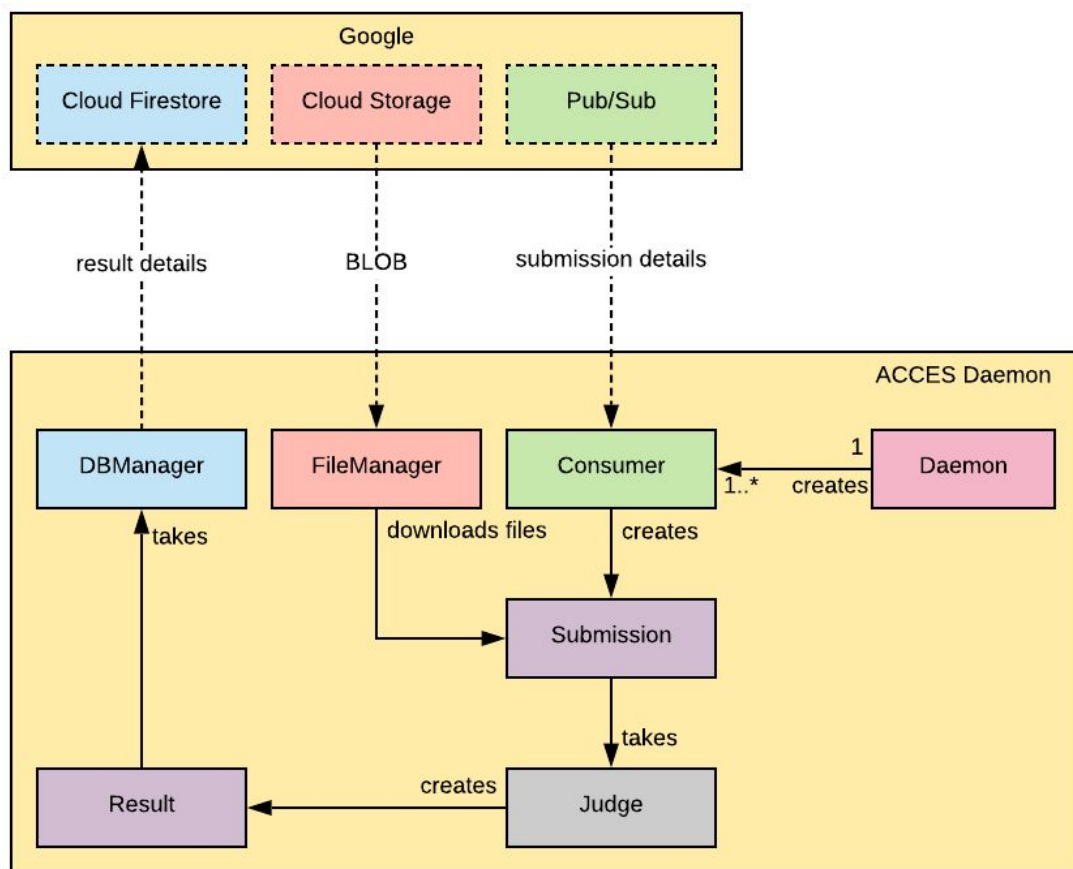 Google
Cloud Firestore
Cloud Storage
Pub/Sub
result details
BLOB
submission details
ACCES Daemon
DBManager
FileManager
Consumer
Daemon
1
1..*
creates
takes
downloads files
creates
Submission
takes
Result
creates
Judge